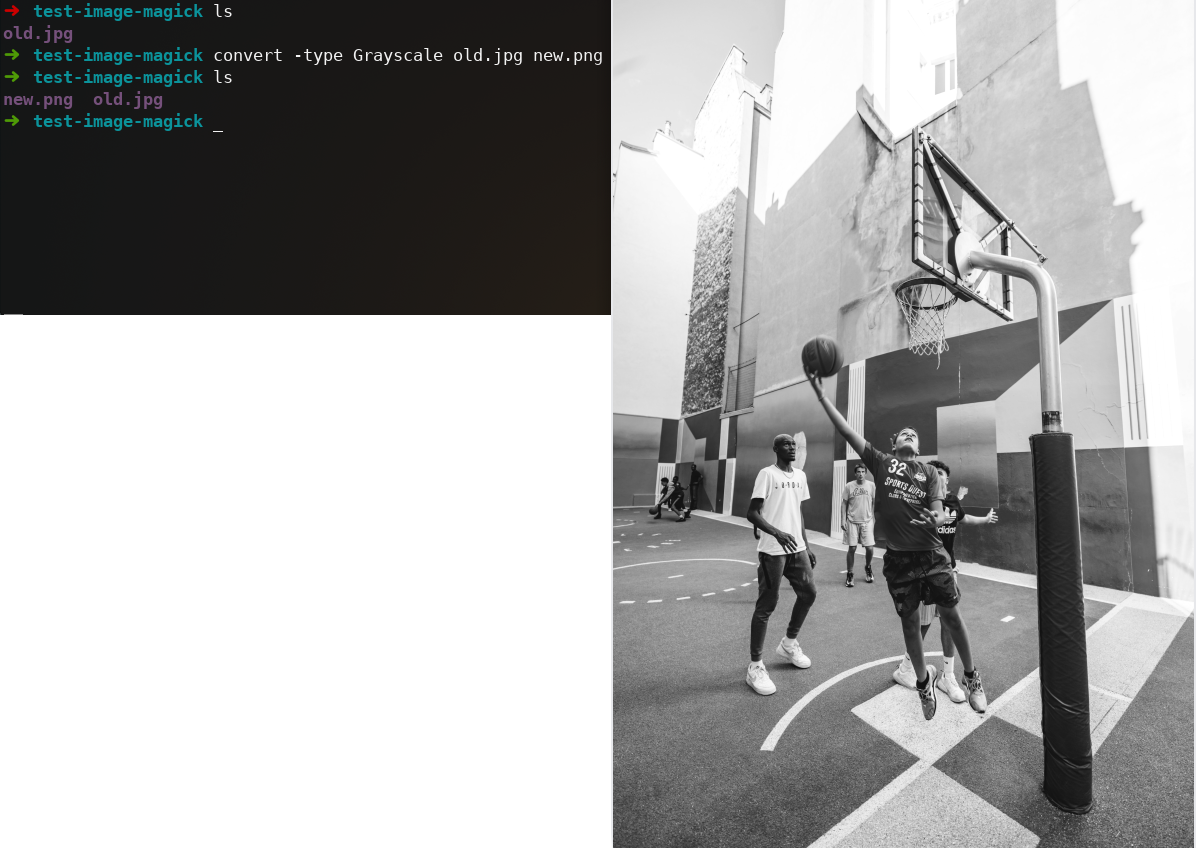 ➜ test-image-magick ls
old.jpg
➜ test-image-magick convert -type Grayscale old.jpg new.png
➜ test-image-magick ls
new.png old.jpg
➜ test-image-magick _
32
SPORTS
adidas